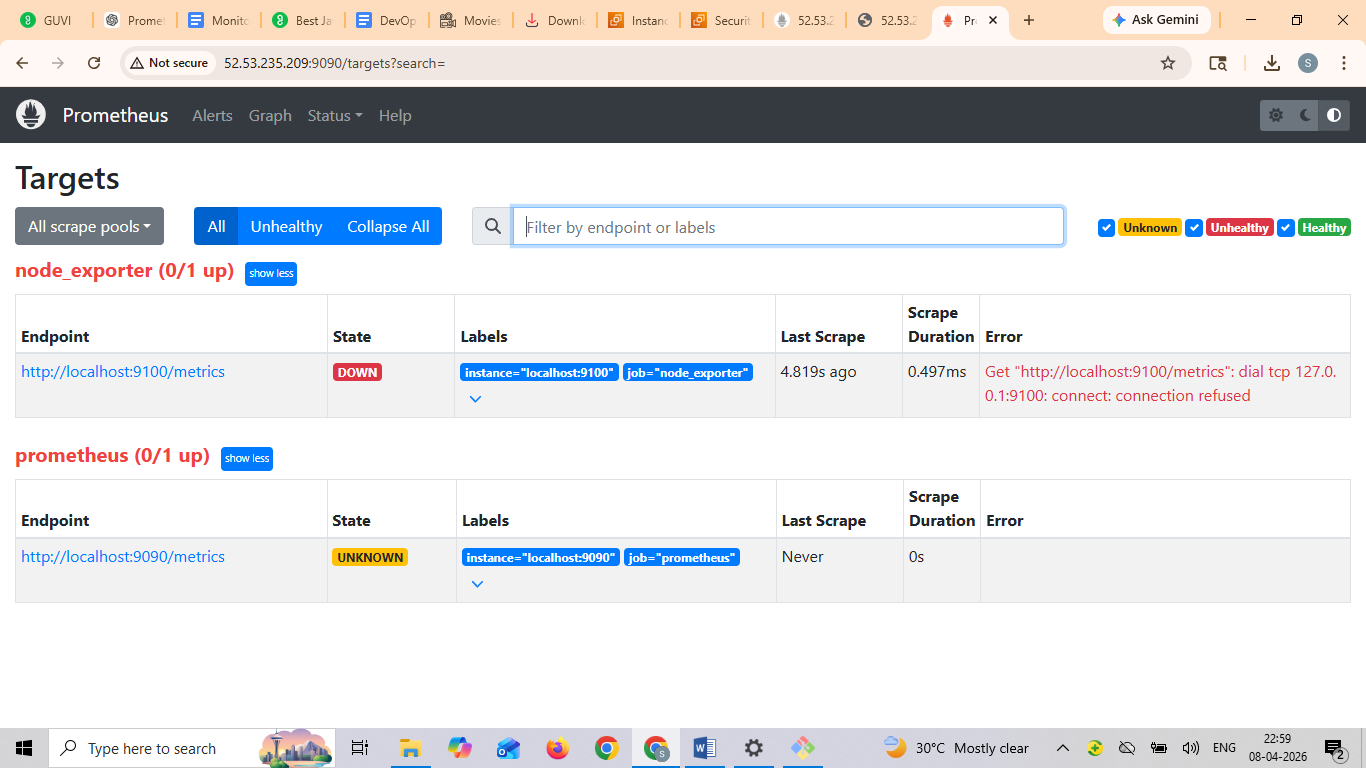 GUVI
Promet
Monito
Best Ja
DevOp
Movies
Downlo
Instanc
Securit
52.53.2
52.53.2
Pro
Ask Gemini
Not secure
52.53.235.209:9090/targets?search=
S
Prometheus
Alerts
Graph
Status
Help
Targets
All scrape pools
All
Unhealthy
Collapse All
Filter by endpoint or labels
Unknown
Unhealthy
Healthy
node_exporter (0/1 up)
show less
Endpoint
State
Labels
Last Scrape
Scrape
Duration
Error
http://localhost:9100/metrics
DOWN
instance="localhost:9100"
job="node_exporter"
4.819s ago
0.497ms
Get "http://localhost:9100/metrics": dial tcp 127.0.
0.1:9100: connect: connection refused
prometheus (0/1 up)
show less
Endpoint
State
Labels
Last Scrape
Scrape
Duration
Error
http://localhost:9090/metrics
UNKNOWN
instance="localhost:9090"
job="prometheus"
Never
0s
Type here to search
30°C Mostly clear
ENG
22:59
08-04-2026
2